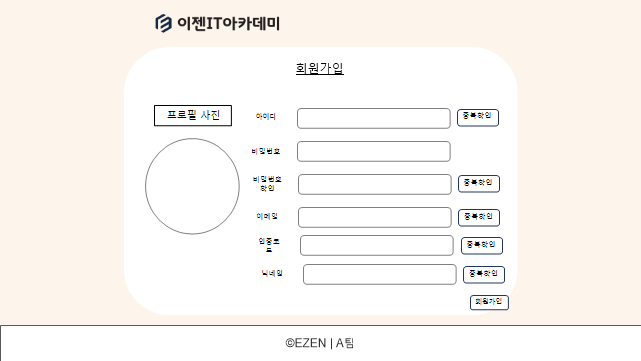 이젠IT아카데미
회원가입
프로필 사진
아이디
중복확인
비밀번호
비밀번호
확인
중복확인
이메일
중복확인
인증코
드
중복확인
닉네임
중복확인
회원가입
©EZEN | A팀